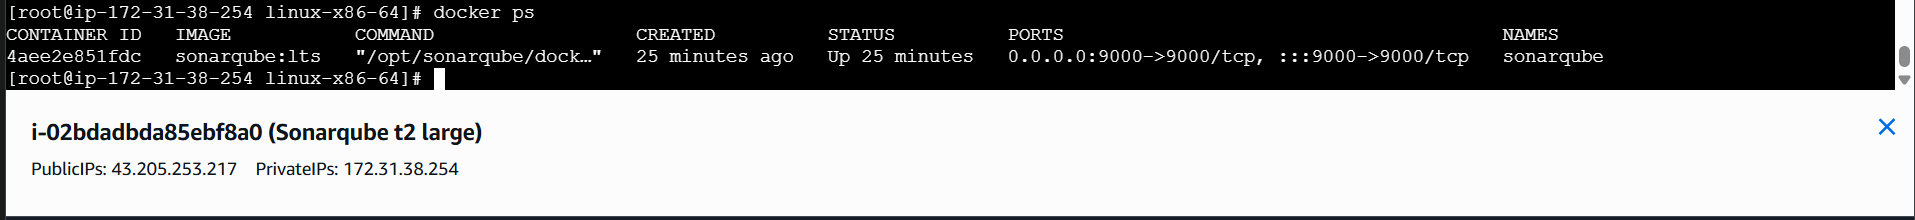 [root@ip-172-31-38-254 linux-x86-64]# docker ps
CONTAINER ID   IMAGE           COMMAND                  CREATED          STATUS          PORTS                                       NAMES
4aee2e851fdc   sonarqube:lts   "/opt/sonarqube/dock…"   25 minutes ago   Up 25 minutes   0.0.0.0:9000->9000/tcp, :::9000->9000/tcp   sonarqube
[root@ip-172-31-38-254 linux-x86-64]#
i-02bdadbda85ebf8a0 (Sonarqube t2 large)
PublicIPs: 43.205.253.217 PrivateIPs: 172.31.38.254